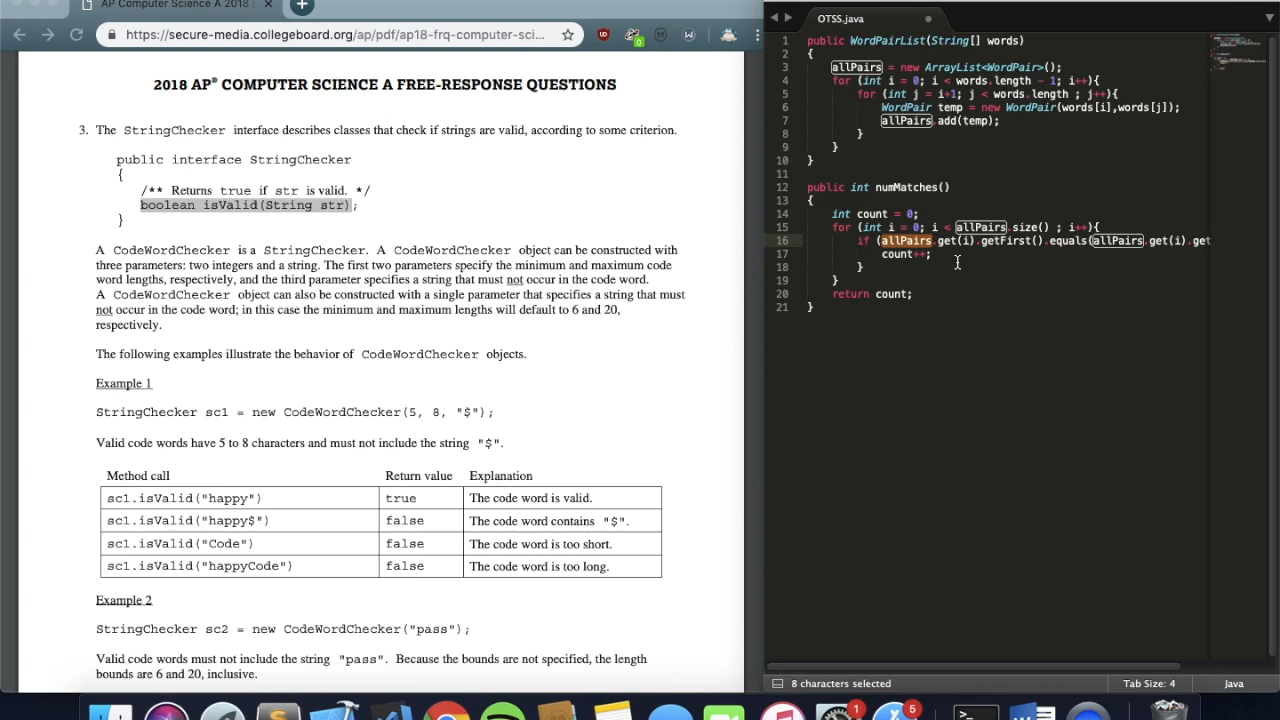 AP Computer Science A 2018
https://secure-media.collegeboard.org/ap/pdf/ap18-frq-computer-sci...
0
2018 AP® COMPUTER SCIENCE A FREE-RESPONSE QUESTIONS
3. The StringChecker interface describes classes that check if strings are valid, according to some criterion.
public interface StringChecker
{
/** Returns true if str is valid. */
boolean isValid(String str);
}
A CodeWordChecker is a StringChecker. A CodeWordChecker object can be constructed with
three parameters: two integers and a string. The first two parameters specify the minimum and maximum code
word lengths, respectively, and the third parameter specifies a string that must not occur in the code word.
A CodeWordChecker object can also be constructed with a single parameter that specifies a string that must
not occur in the code word; in this case the minimum and maximum lengths will default to 6 and 20,
respectively.
The following examples illustrate the behavior of CodeWordChecker objects.
Example 1
StringChecker sc1 = new CodeWordChecker(5, 8, "$");
Valid code words have 5 to 8 characters and must not include the string "$".
Method call Return value Explanation
sc1.isValid("happy") true The code word is valid.
sc1.isValid("happy$") false The code word contains "$".
sc1.isValid("Code") false The code word is too short.
sc1.isValid("happyCode") false The code word is too long.
Example 2
StringChecker sc2 = new CodeWordChecker("pass");
Valid code words must not include the string "pass". Because the bounds are not specified, the length
bounds are 6 and 20, inclusive.
OTSS.java
1 public WordPairList(String[] words)
2 {
3 allPairs = new ArrayList<WordPair>();
4 for (int i = 0; i < words.length - 1; i++){
5 for (int j = i+1; j < words.length ; j++){
6 WordPair temp = new WordPair(words[i],words[j]);
7 allPairs.add(temp);
8 }
9 }
10 }
11
12 public int numMatches()
13 {
14 int count = 0;
15 for (int i = 0; i < allPairs.size() ; i++){
16 if (allPairs.get(i).getFirst().equals(allPairs.get(i).get
17 count++;
18 }
19 }
20 return count;
21 }
8 characters selected Tab Size: 4 Java
1
5